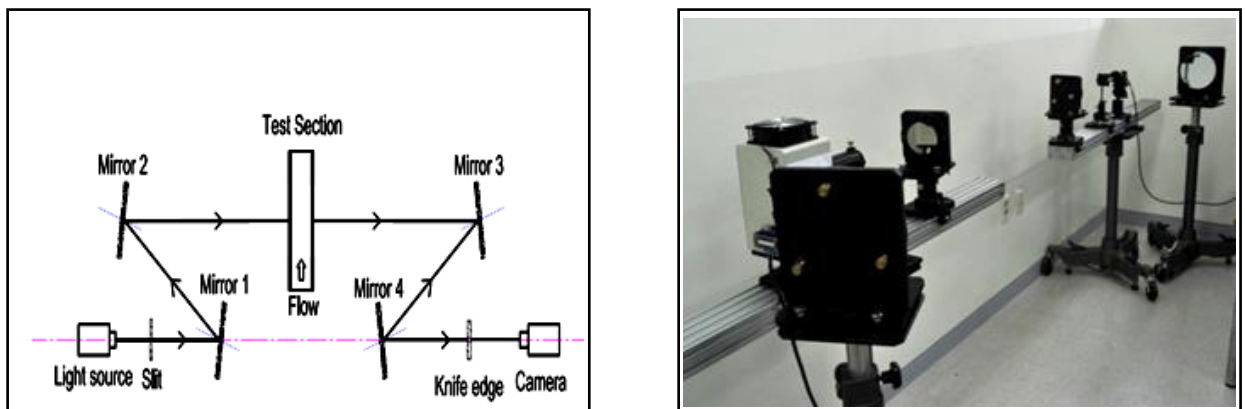 Test Section
Mirror 2
Mirror 3
Mirror 1
Flow
Mirror 4
Light source
Slit
Knife edge
Camera